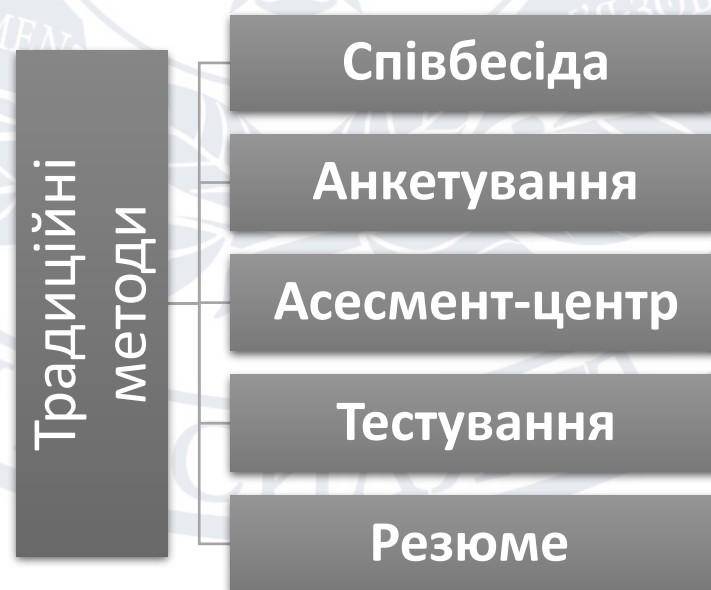 Традиційні
методи
Співбесіда
Анкетування
Асесмент-центр
Тестування
Резюме